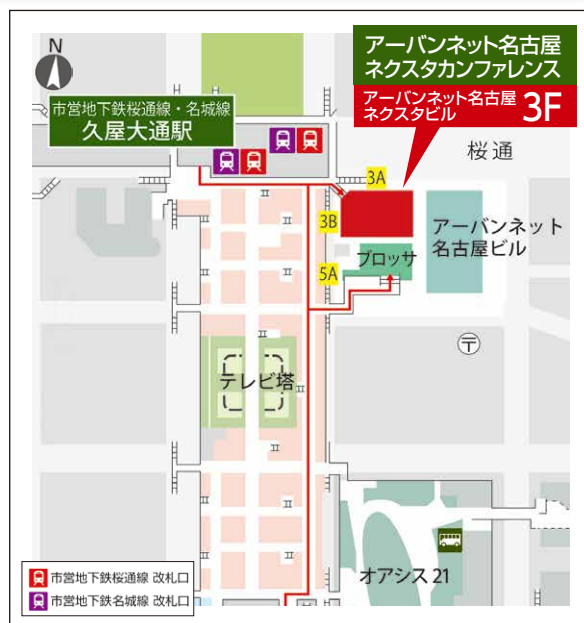 N
アーバンネット名古屋
ネクスタカンファレンス
アーバンネット名古屋
ネクスタビル 3F
市営地下鉄桜通線・名城線
久屋大通駅
桜通
3A
3B
アーバンネット
名古屋ビル
ブロッサ
5A
〒
テレビ塔
オアシス21
市営地下鉄桜通線 改札口
市営地下鉄名城線 改札口